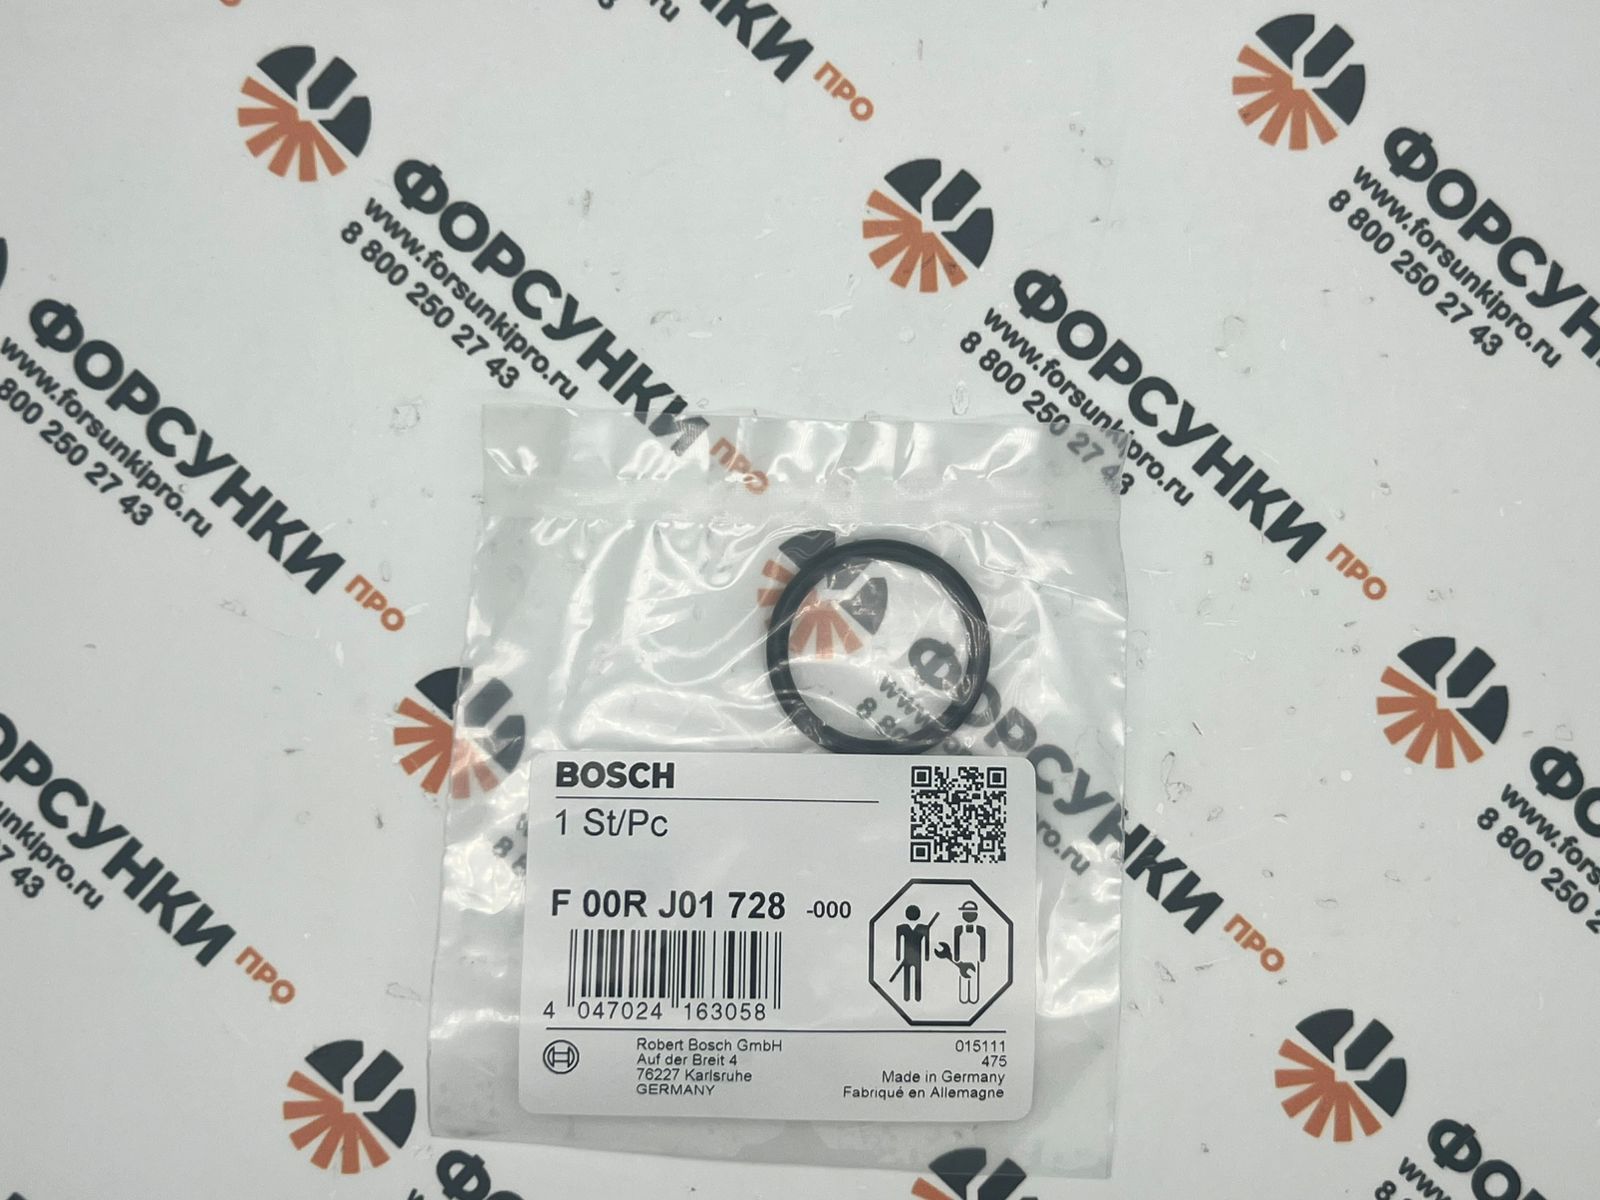 ФОРСУНКИ ПРО
www.forsunkipro.ru
8 800 250 27 43
BOSCH
1 St/Pc
F 00R J01 728 -000
4 047024 163058
Robert Bosch GmbH
Auf der Breit 4
76227 Karlsruhe
GERMANY
015111
475
Made in Germany
Fabriqué en Allemagne